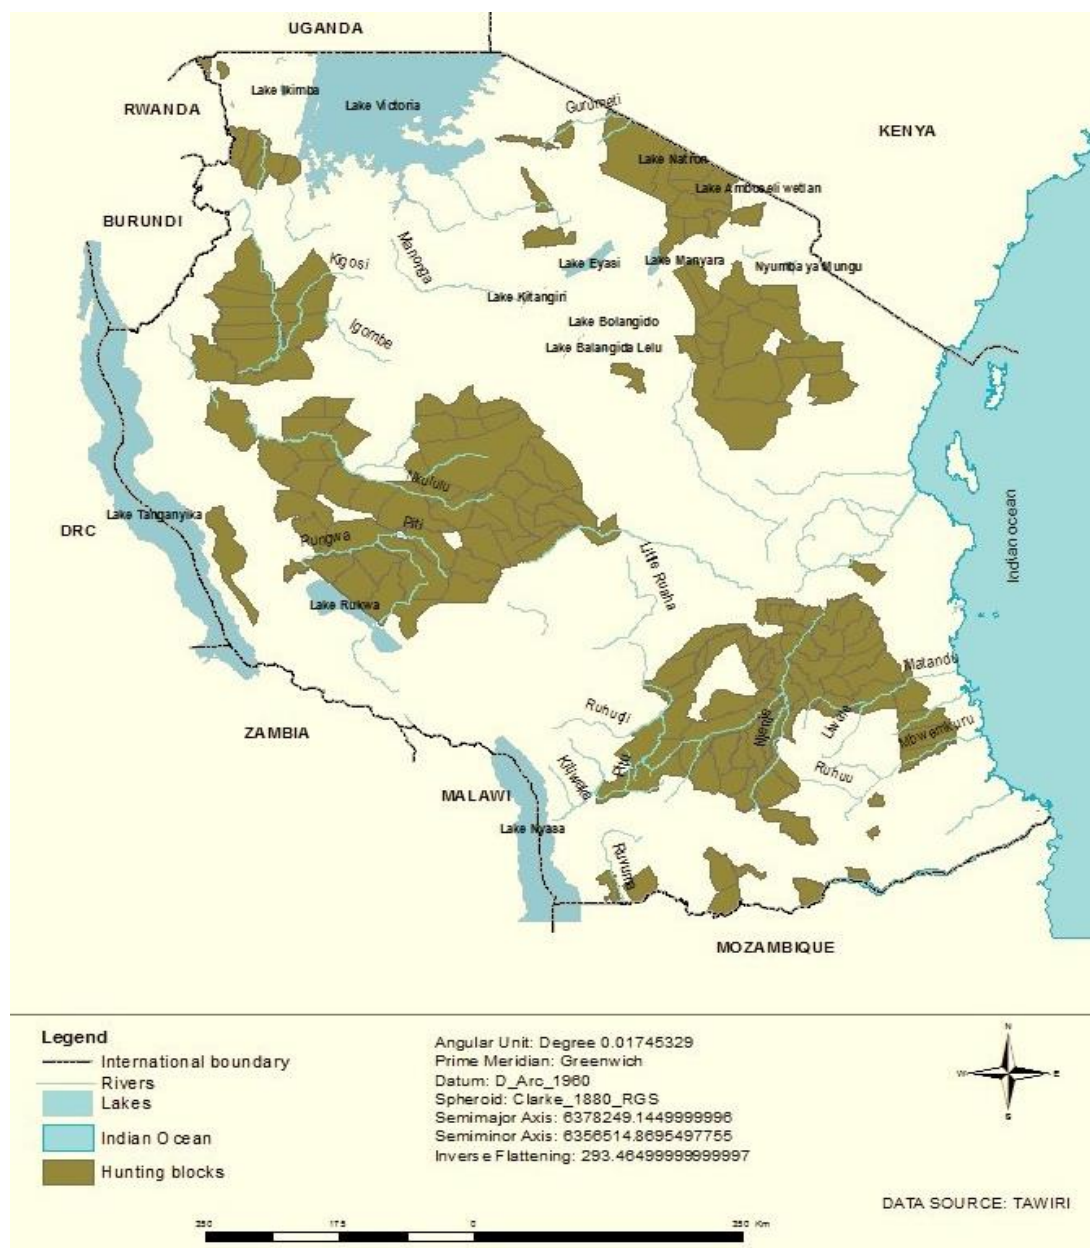 UGANDA
RWANDA
Lake Ikimba
Lake Victoria
Gurumeti
KENYA
Lake Natron
Lake Ambuseli wetlan
BURUNDI
Kigosi
Manonga
Lake Eyasi
Lake Manyara
Nyumba ya Mungu
Lake Kitangiri
Igombe
Lake Bolangido
Lake Balangida Lelu
Nkululu
Lake Tanganyika
DRC
Piti
Rungwa
Indian ocean
Little Ruaha
Lake Rukwa
Matandu
ZAMBIA
Ruhudji
Njenje
Liwale
Mbwemkuru
Kiliwaka
Pitu
Ruhuu
MALAWI
Lake Nyasa
Ruvuma
MOZAMBIQUE
Legend
International boundary
Rivers
Lakes
Indian Ocean
Hunting blocks
Angular Unit: Degree 0.01745329
Prime Meridian: Greenwich
Datum: D_Arc_1960
Spheroid: Clarke_1880_RGS
Semimajor Axis: 6378249.1449999996
Semiminor Axis: 6356514.8695497755
Inverse Flattening: 293.46499999999997
N
W E
S
DATA SOURCE: TAWIRI
350 175 0 350 Km